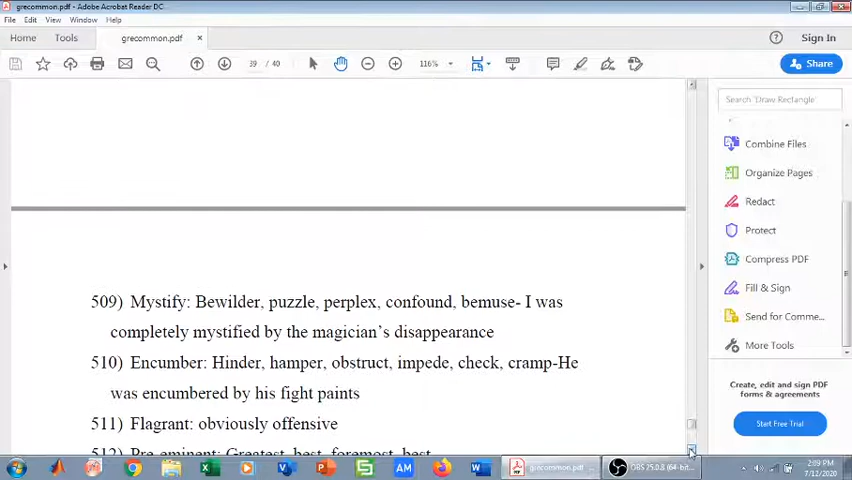 grecommon.pdf - Adobe Acrobat Reader DC
File Edit View Window Help
Home Tools grecommon.pdf × Sign In
39 / 40 116% Share
Search 'Draw Rectangle'
Combine Files
Organize Pages
Redact
Protect
Compress PDF
Fill & Sign
Send for Comme...
More Tools
Create, edit and sign PDF
forms & agreements
Start Free Trial
509) Mystify: Bewilder, puzzle, perplex, confound, bemuse- I was
completely mystified by the magician's disappearance
510) Encumber: Hinder, hamper, obstruct, impede, check, cramp-He
was encumbered by his fight paints
511) Flagrant: obviously offensive
512) Pre-eminent: Greatest, best, foremost, best
grecommon.pdf ... OBS 25.0.8 (64-bit...
2:09 PM
7/12/2020